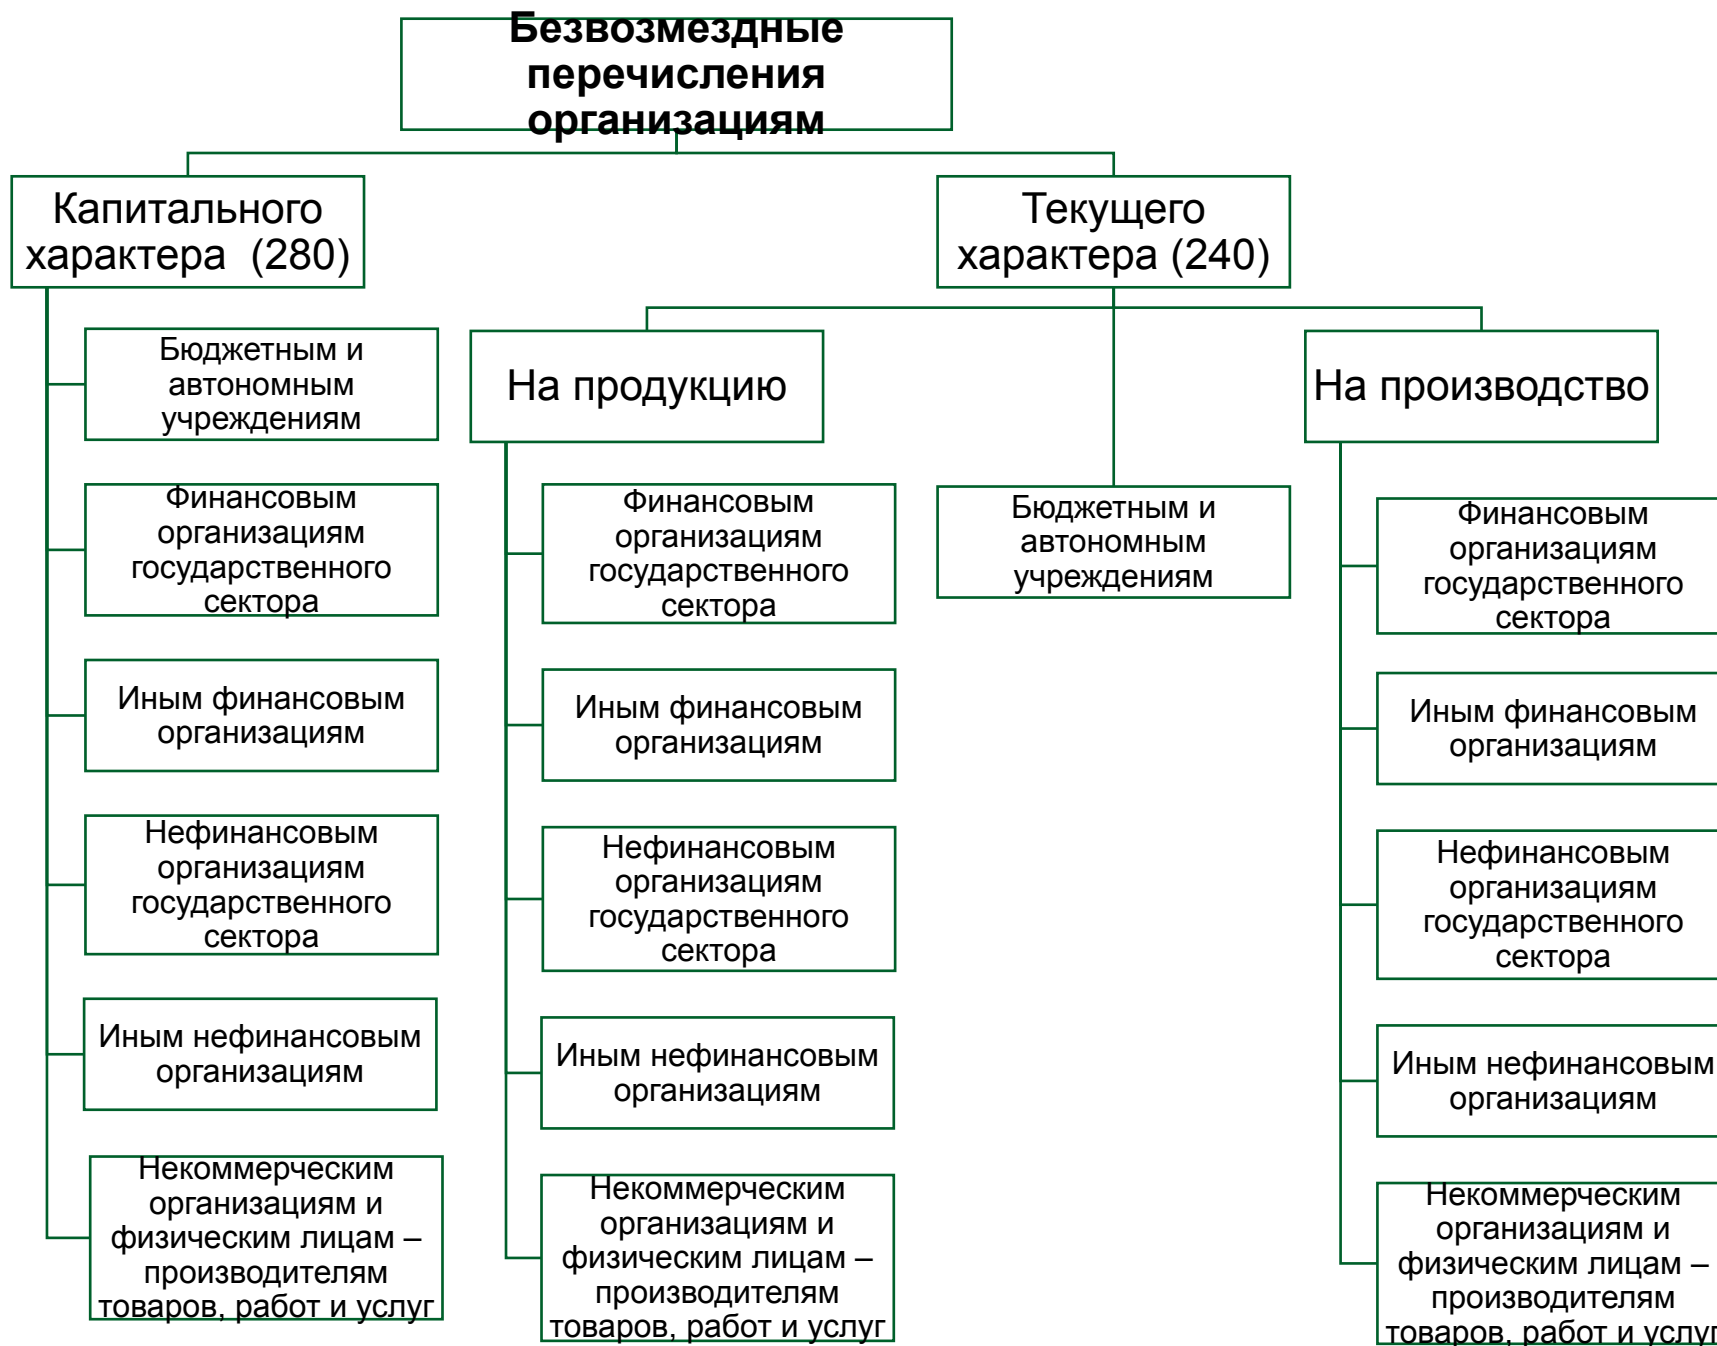 Безвозмездные
перечисления
организациям
Капитального
характера (280)
Текущего
характера (240)
Бюджетным и
автономным
учреждениям
Финансовым
организациям
государственного
сектора
Иным финансовым
организациям
Нефинансовым
организациям
государственного
сектора
Иным нефинансовым
организациям
Некоммерческим
организациям и
физическим лицам –
производителям
товаров, работ и услуг
На продукцию
Финансовым
организациям
государственного
сектора
Иным финансовым
организациям
Нефинансовым
организациям
государственного
сектора
Иным нефинансовым
организациям
Некоммерческим
организациям и
физическим лицам –
производителям
товаров, работ и услуг
Бюджетным и
автономным
учреждениям
На производство
Финансовым
организациям
государственного
сектора
Иным финансовым
организациям
Нефинансовым
организациям
государственного
сектора
Иным нефинансовым
организациям
Некоммерческим
организациям и
физическим лицам –
производителям
товаров, работ и услуг